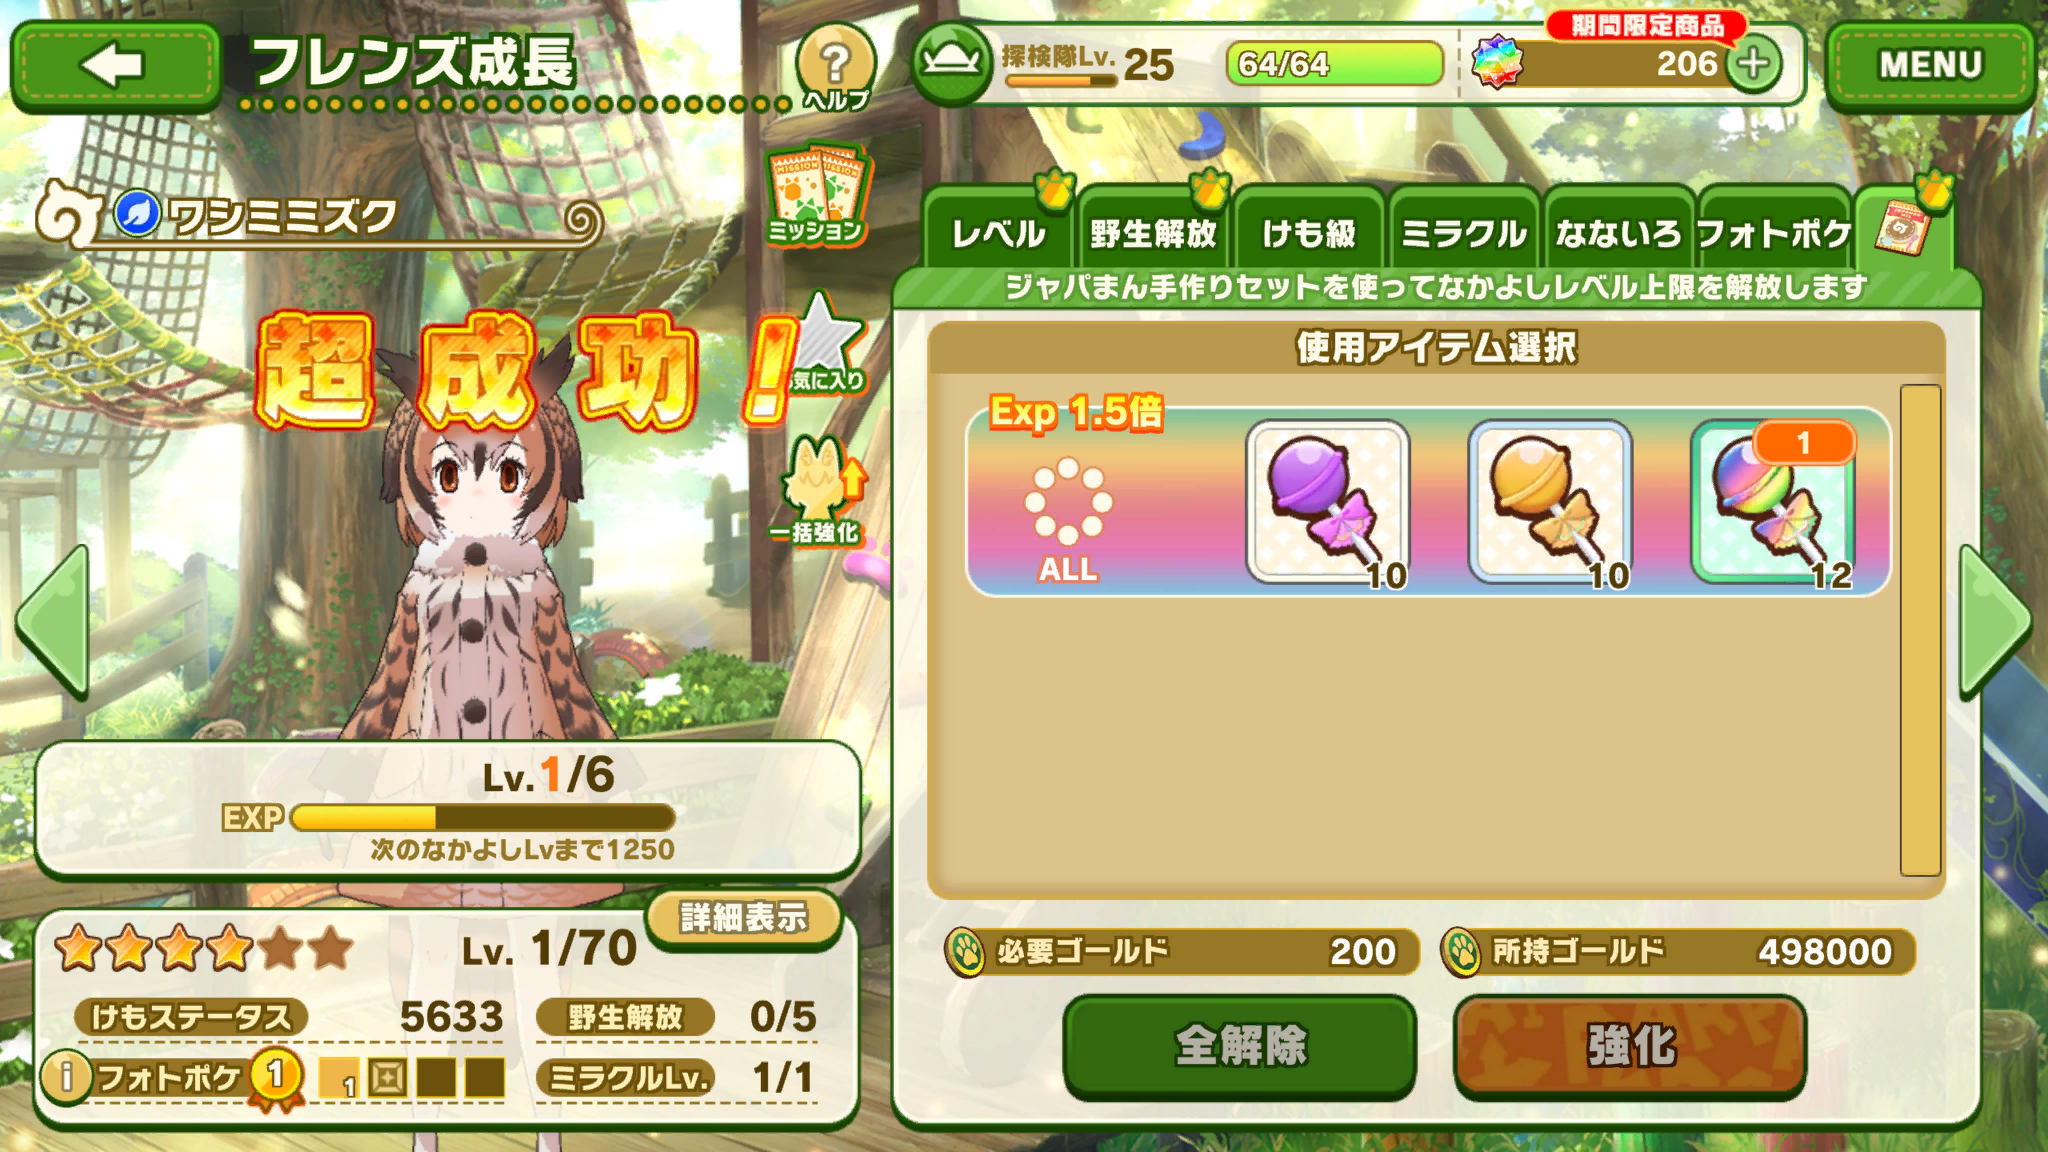 フレンズ成長
ヘルプ
探検隊Lv. 25
64/64
期間限定商品
206
MENU
ワシミミズク
MISSION
MISSION
ミッション
レベル
野生解放
けも級
ミラクル
なないろ
フォトポケ
ジャパまん手作りセットを使ってなかよしレベル上限を解放します
超成功!
気に入り
一括強化
使用アイテム選択
Exp 1.5倍
ALL
10
10
1
12
Lv.1/6
EXP
次のなかよしLvまで1250
詳細表示
Lv. 1/70
けもステータス 5633
野生解放 0/5
i フォトポケ 1 1
ミラクルLv. 1/1
必要ゴールド 200
所持ゴールド 498000
全解除
強化